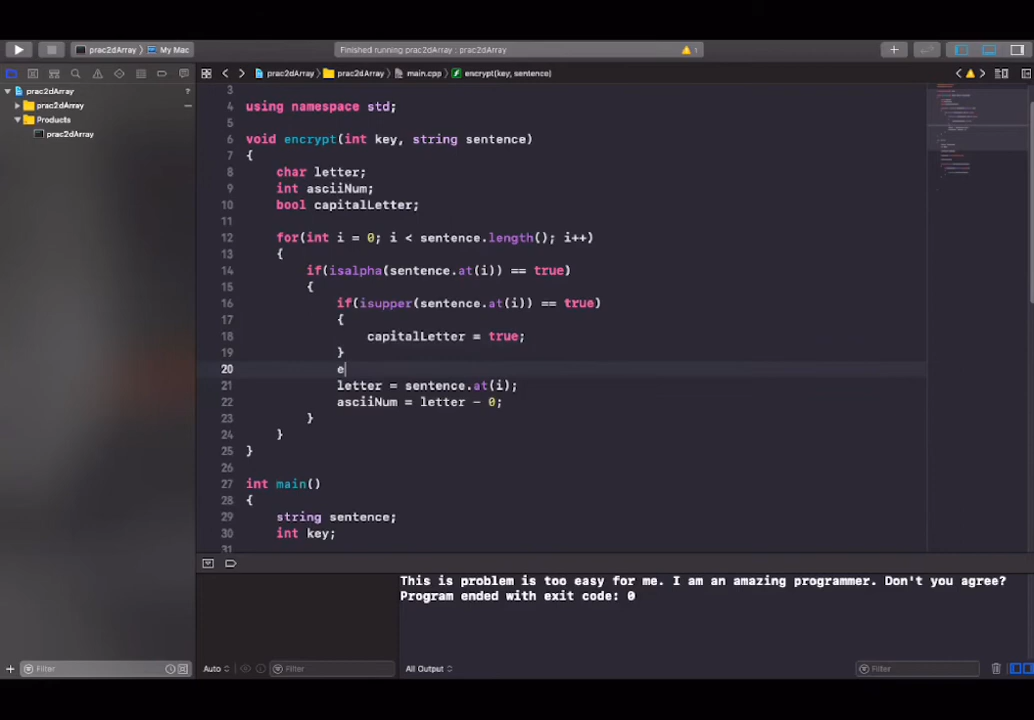 prac2dArray
My Mac
Finished running prac2dArray : prac2dArray
1
prac2dArray
prac2dArray
main.cpp
encrypt(key, sentence)
prac2dArray
?
prac2dArray
Products
prac2dArray
3
4 using namespace std;
5
6 void encrypt(int key, string sentence)
7 {
8 char letter;
9 int asciiNum;
10 bool capitalLetter;
11
12 for(int i = 0; i < sentence.length(); i++)
13 {
14 if(isalpha(sentence.at(i)) == true)
15 {
16 if(isupper(sentence.at(i)) == true)
17 {
18 capitalLetter = true;
19 }
20 e
21 letter = sentence.at(i);
22 asciiNum = letter - 0;
23 }
24 }
25 }
26
27 int main()
28 {
29 string sentence;
30 int key;
31
This is problem is too easy for me. I am an amazing programmer. Don't you agree?
Program ended with exit code: 0
Filter
Auto
Filter
All Output
Filter